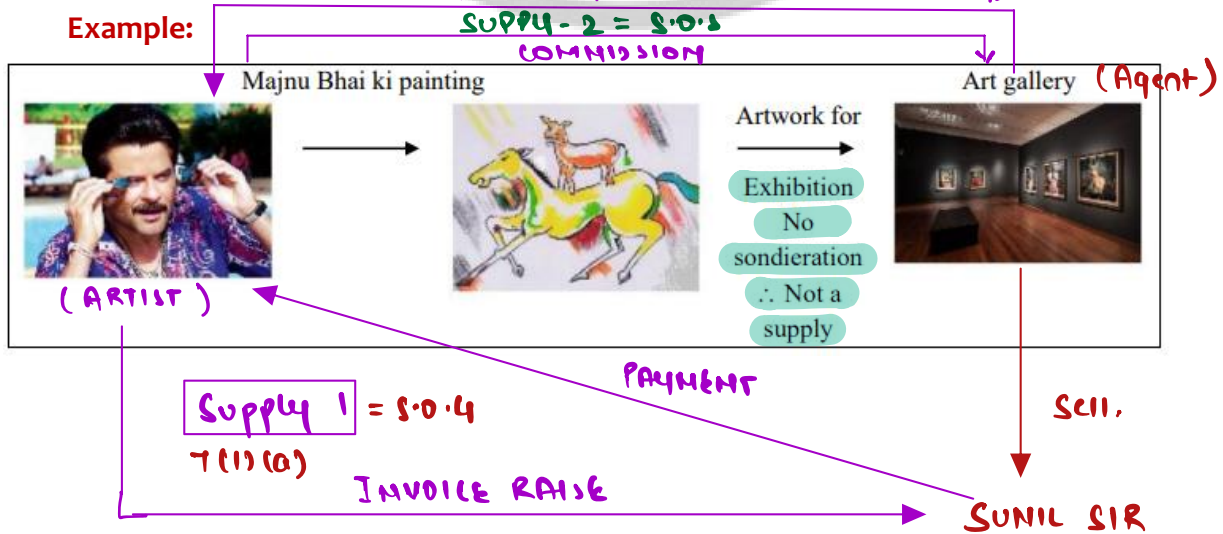 Example:
SUPPLY-2 = S.O.S
COMMISSION
Majnu Bhai ki painting
Art gallery (Agent)
Artwork for
Exhibition
No
sondieration
∴ Not a
supply
(ARTIST)
PAYMENT
Supply 1 = S.O.G
7(1)(a)
Sell.
INVOICE RAISE
SUNIL SIR